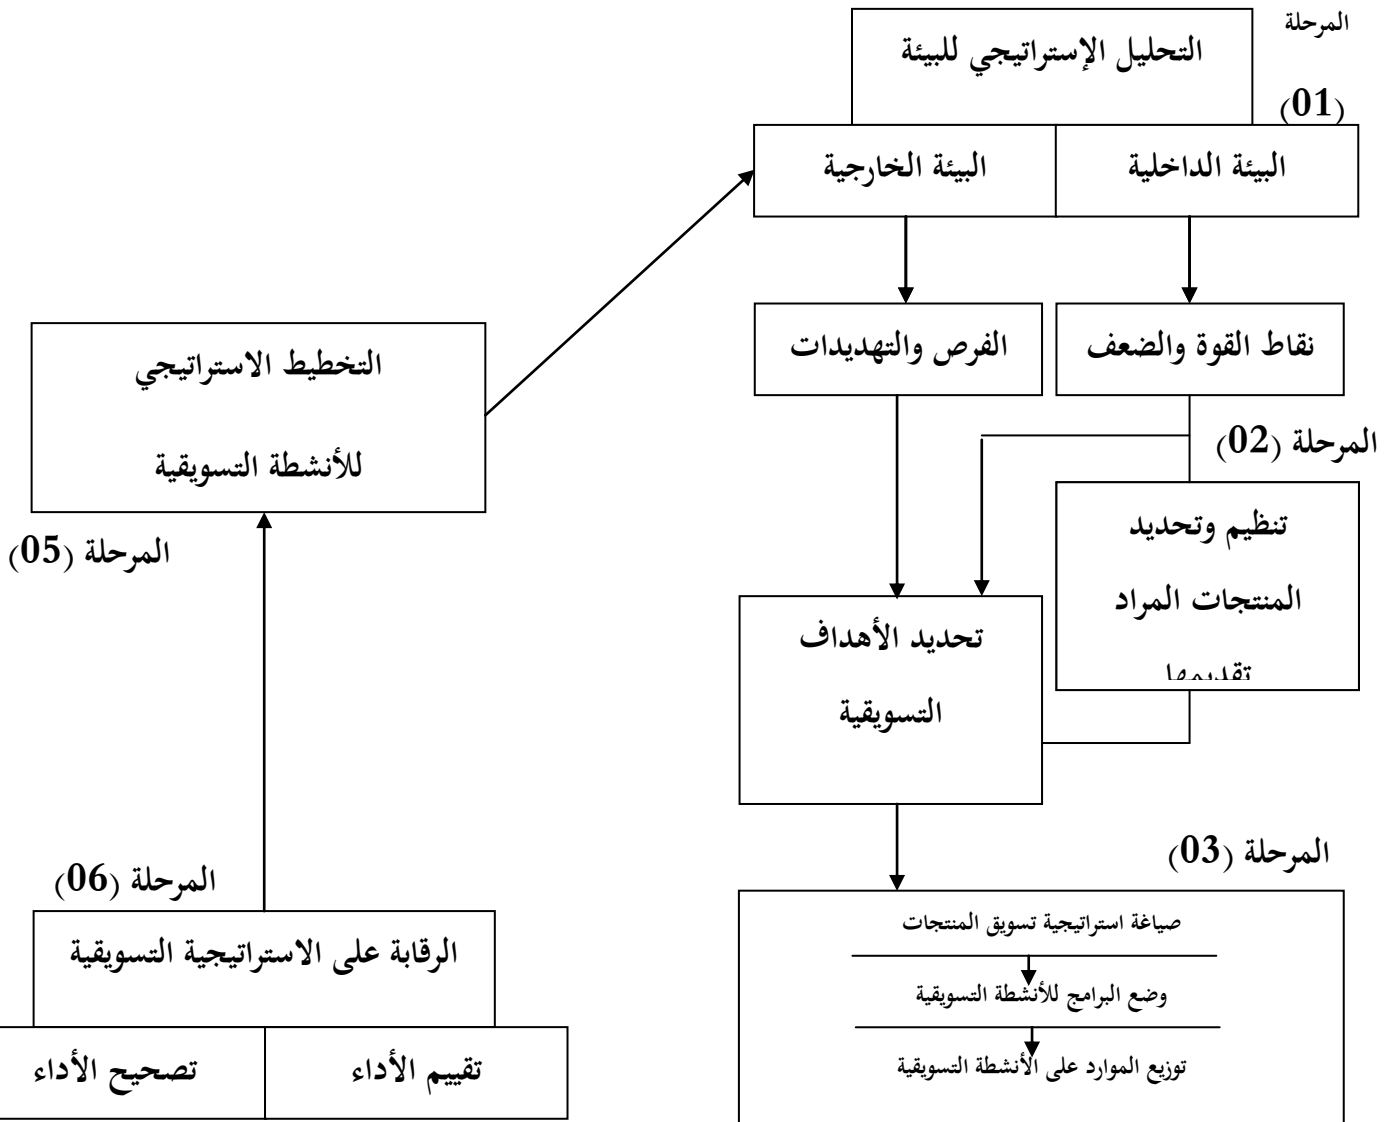 المرحلة
(01)
التحليل الإستراتيجي للبيئة
البيئة الداخلية
البيئة الخارجية
نقاط القوة والضعف
الفرص والتهديدات
المرحلة (02)
تنظيم وتحديد
المنتجات المراد
تقديمها
تحديد الأهداف
التسويقية
المرحلة (03)
صياغة استراتيجية تسويق المنتجات
وضع البرامج للأنشطة التسويقية
توزيع الموارد على الأنشطة التسويقية
التخطيط الاستراتيجي
للأنشطة التسويقية
المرحلة (05)
المرحلة (06)
الرقابة على الاستراتيجية التسويقية
تقييم الأداء
تصحيح الأداء